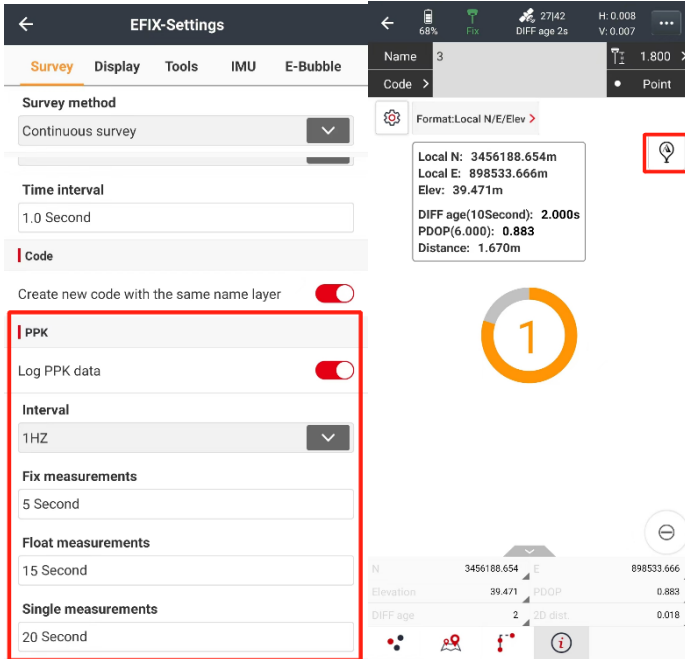 EFIX-Settings
Survey Display Tools IMU E-Bubble
Survey method
Continuous survey
Time interval
1.0 Second
Code
Create new code with the same name layer
PPK
Log PPK data
Interval
1HZ
Fix measurements
5 Second
Float measurements
15 Second
Single measurements
20 Second
68%
Fix
27|42
DIFF age 2s
H: 0.008
V: 0.007
Name 3
1.800
Code
Point
Format:Local N/E/Elev
Local N: 3456188.654m
Local E: 898533.666m
Elev: 39.471m
DIFF age(10Second): 2.000s
PDOP(6.000): 0.883
Distance: 1.670m
1
N 3456188.654 E 898533.666
Elevation 39.471 PDOP 0.883
DIFF age 2 2D dist. 0.018